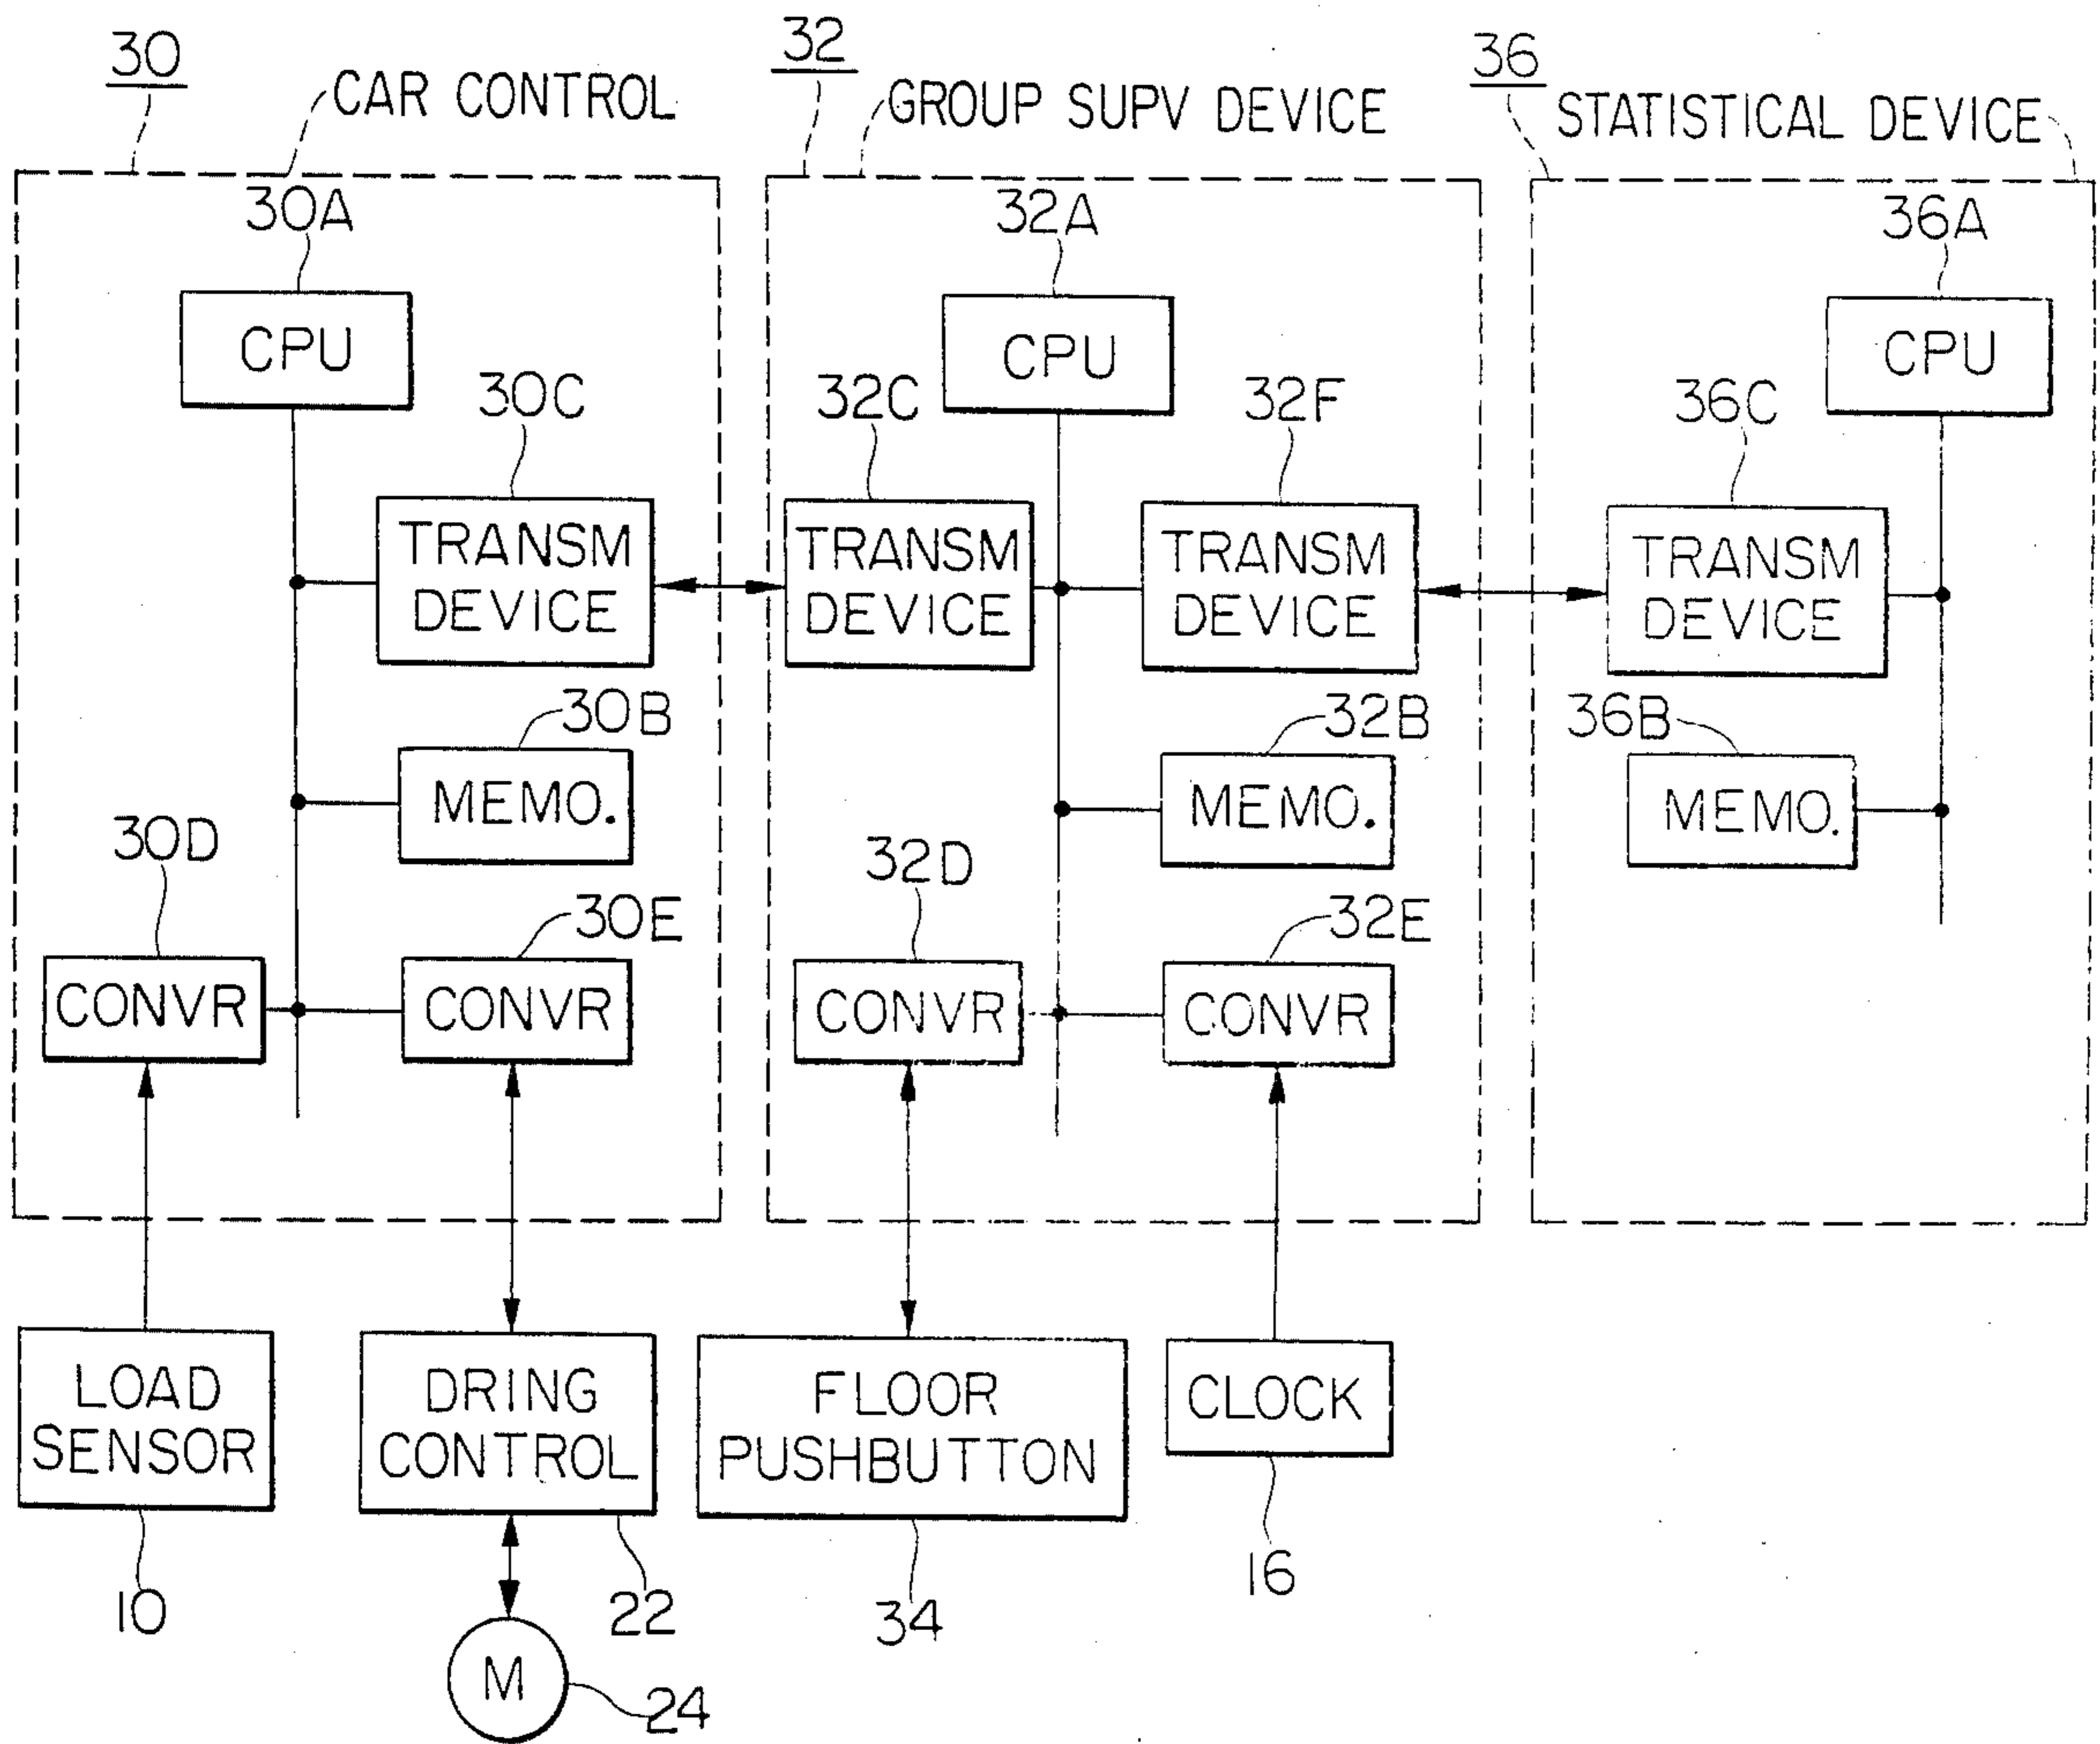 30
CAR CONTROL
32
GROUP SUPV DEVICE
36
STATISTICAL DEVICE
30A
32A
36A
CPU
CPU
CPU
30C
32C
32F
36C
TRANSM
DEVICE
TRANSM
DEVICE
TRANSM
DEVICE
TRANSM
DEVICE
30B
32B
36B
MEMO.
MEMO.
MEMO.
30D
32D
30E
32E
CONVR
CONVR
CONVR
CONVR
LOAD
SENSOR
DRING
CONTROL
FLOOR
PUSHBUTTON
CLOCK
10
22
34
16
M
24